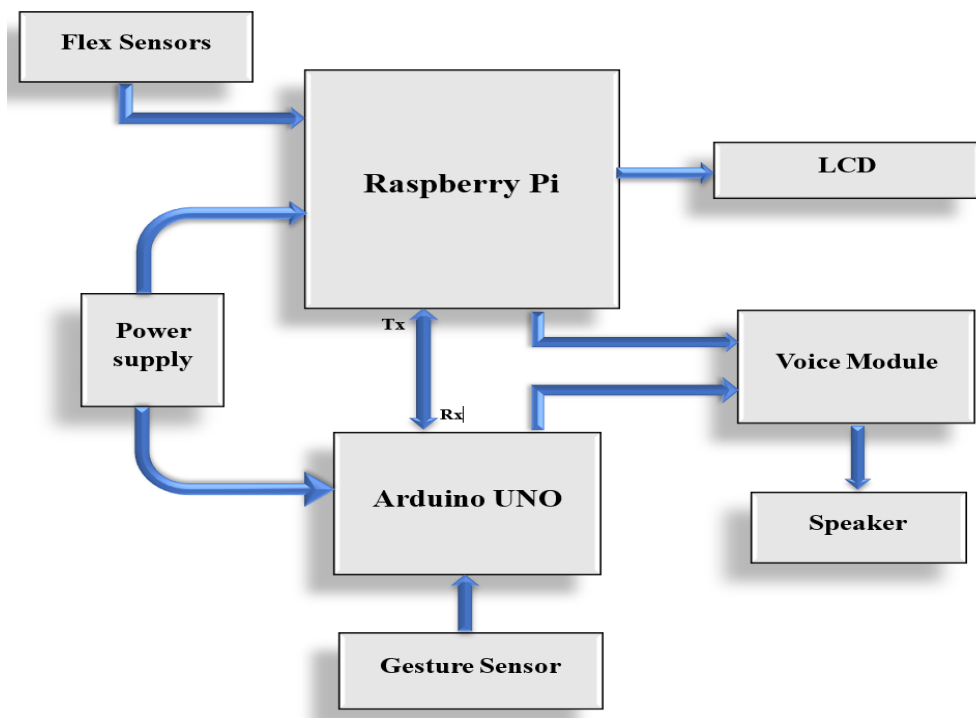 Flex Sensors
Raspberry Pi
LCD
Power
supply
Tx
Rx
Voice Module
Arduino UNO
Speaker
Gesture Sensor